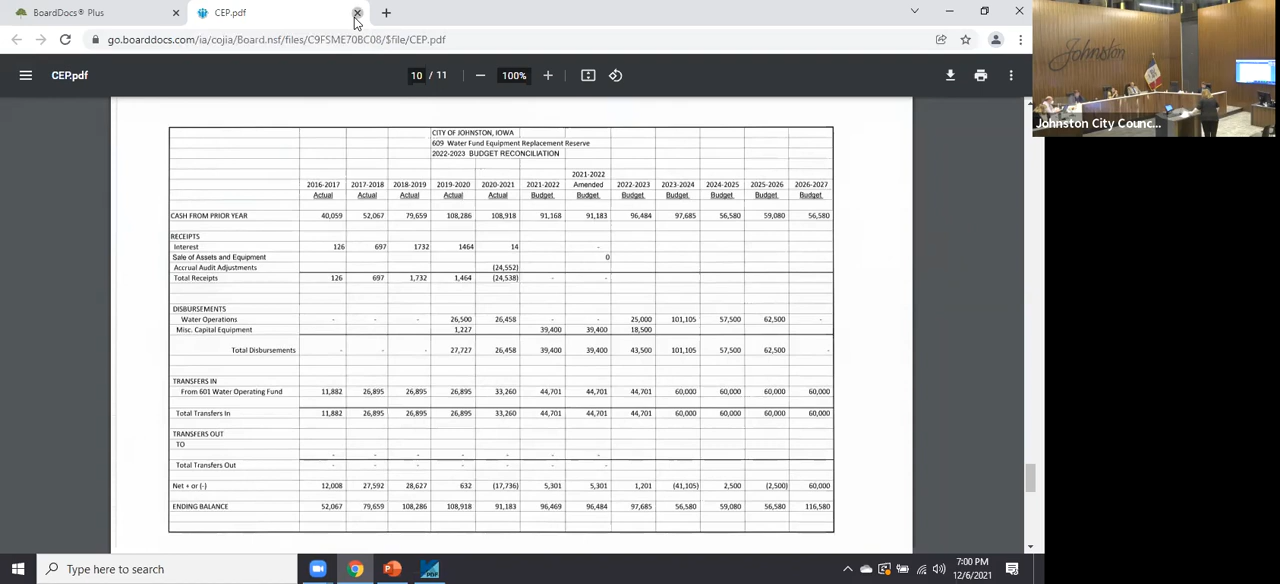 BoardDocs® Plus
CEP.pdf
go.boarddocs.com/ia/cojia/Board.nsf/files/C9FSME70BC08/$file/CEP.pdf
CEP.pdf
10 / 11
100%
Johnston
Johnston City Counc...
CITY OF JOHNSTON, IOWA
609 Water Fund Equipment Replacement Reserve
2022-2023 BUDGET RECONCILIATION
2021-2022
2016-2017 2017-2018 2018-2019 2019-2020 2020-2021 2021-2022 Amended 2022-2023 2023-2024 2024-2025 2025-2026 2026-2027
Actual Actual Actual Actual Actual Budget Budget Budget Budget Budget Budget Budget
CASH FROM PRIOR YEAR 40,059 52,067 79,659 108,286 108,918 91,168 91,183 96,484 97,685 56,580 59,080 56,580
RECEIPTS
Interest 126 697 1732 1464 14 -
Sale of Assets and Equipment 0
Accrual Audit Adjustments (24,552)
Total Receipts 126 697 1,732 1,464 (24,538) - -
DISBURSEMENTS
Water Operations - - - 26,500 26,458 - - 25,000 101,105 57,500 62,500 -
Misc. Capital Equipment 1,227 39,400 39,400 18,500
Total Disbursements - - - 27,727 26,458 39,400 39,400 43,500 101,105 57,500 62,500 -
TRANSFERS IN
From 601 Water Operating Fund 11,882 26,895 26,895 26,895 33,260 44,701 44,701 44,701 60,000 60,000 60,000 60,000
Total Transfers In 11,882 26,895 26,895 26,895 33,260 44,701 44,701 44,701 60,000 60,000 60,000 60,000
TRANSFERS OUT
TO
- - - - - - -
Total Transfers Out - - - - - - -
Net + or (-) 12,008 27,592 28,627 632 (17,736) 5,301 5,301 1,201 (41,105) 2,500 (2,500) 60,000
ENDING BALANCE 52,067 79,659 108,286 108,918 91,183 96,469 96,484 97,685 56,580 59,080 56,580 116,580
Type here to search
7:00 PM
12/6/2021